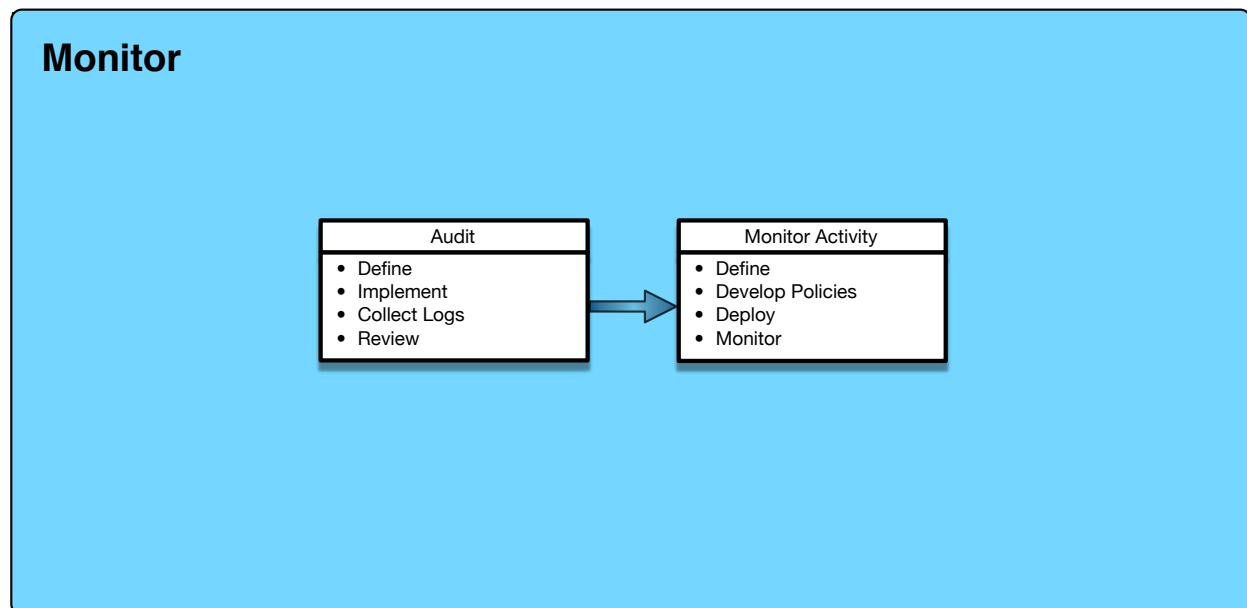 Monitor
Audit
• Define
• Implement
• Collect Logs
• Review
Monitor Activity
• Define
• Develop Policies
• Deploy
• Monitor